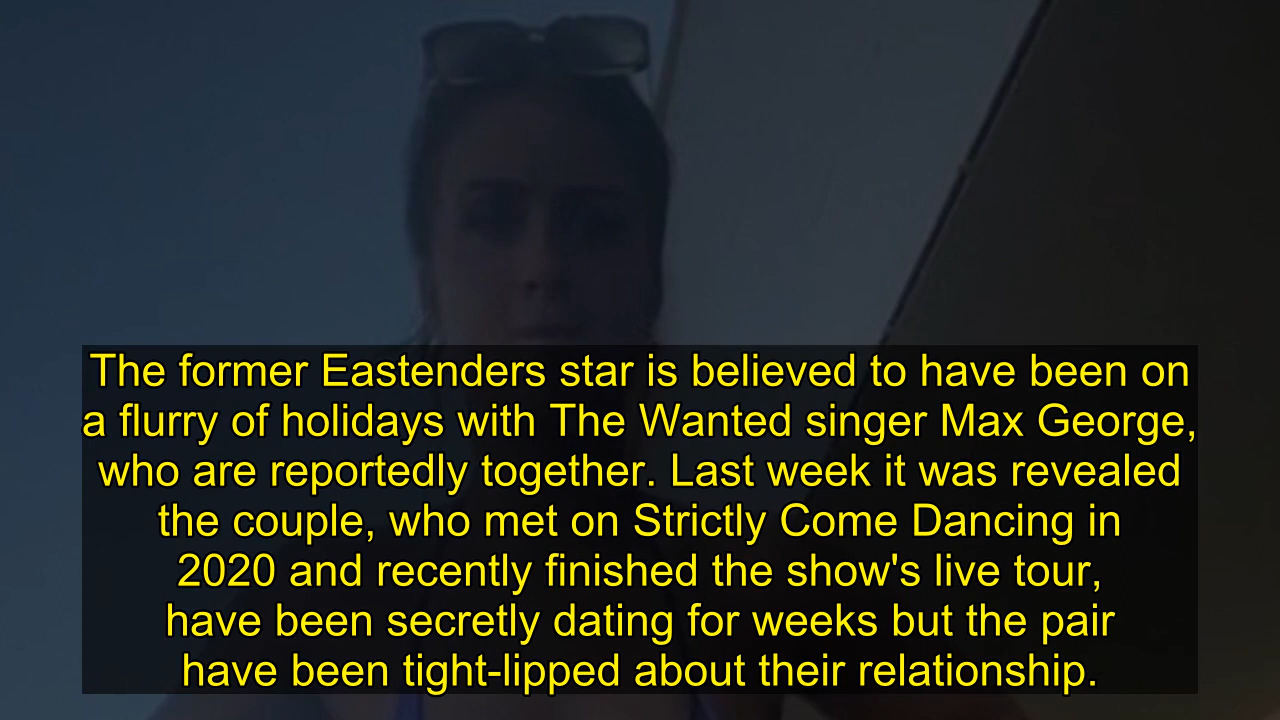 The former Eastenders star is believed to have been on
a flurry of holidays with The Wanted singer Max George,
who are reportedly together. Last week it was revealed
the couple, who met on Strictly Come Dancing in
2020 and recently finished the show's live tour,
have been secretly dating for weeks but the pair
have been tight-lipped about their relationship.